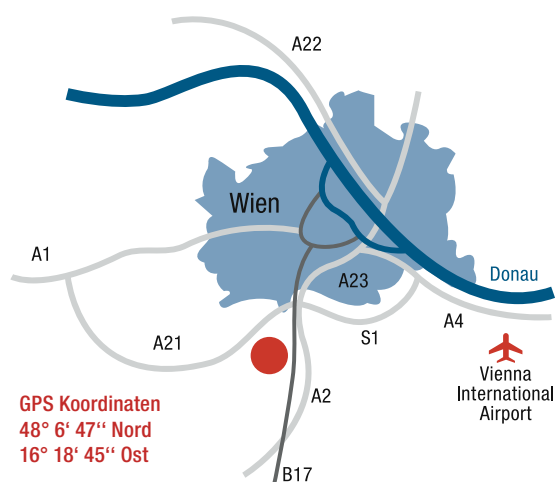 A22
Wien
A1
A23
Donau
A21
S1
A4
A2
Vienna
International
Airport
GPS Koordinaten
48° 6‘ 47‘‘ Nord
16° 18‘ 45‘‘ Ost
B17